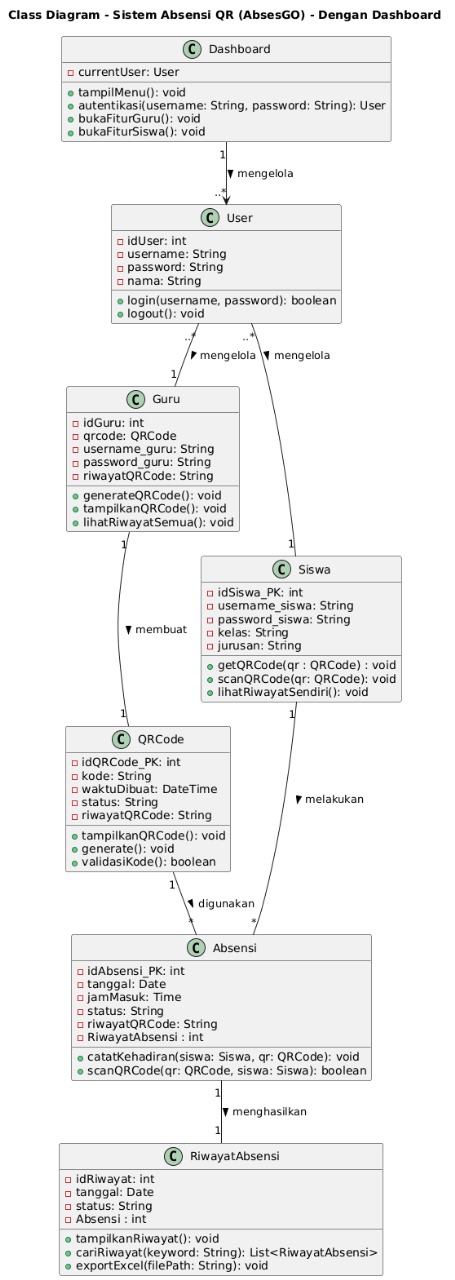 Class Diagram - Sistem Absensi QR (AbsesGO) - Dengan Dashboard
C Dashboard
currentUser: User
tampilMenu(): void
autentikasi(username: String, password: String): User
bukaFiturGuru(): void
bukaFiturSiswa(): void
1
mengelola
..*
C User
idUser: int
username: String
password: String
nama: String
login(username, password): boolean
logout(): void
..* ..*
mengelola mengelola
1
C Guru
idGuru: int
qrcode: QRCode
username_guru: String
password_guru: String
riwayatQRCode: String
generateQRCode(): void
tampilkanQRCode(): void
lihatRiwayatSemua(): void
1 1
C Siswa
idSiswa_PK: int
username_siswa: String
password_siswa: String
kelas: String
jurusan: String
getQRCode(qr : QRCode) : void
scanQRCode(qr: QRCode): void
lihatRiwayatSendiri(): void
membuat
1 1
C QRCode
idQRCode_PK: int
kode: String
waktuDibuat: DateTime
status: String
riwayatQRCode: String
tampilkanQRCode(): void
generate(): void
validasiKode(): boolean
melakukan
1
digunakan
* *
C Absensi
idAbsensi_PK: int
tanggal: Date
jamMasuk: Time
status: String
riwayatQRCode: String
RiwayatAbsensi : int
catatKehadiran(siswa: Siswa, qr: QRCode): void
scanQRCode(qr: QRCode, siswa: Siswa): boolean
1
menghasilkan
1
C RiwayatAbsensi
idRiwayat: int
tanggal: Date
status: String
Absensi : int
tampilkanRiwayat(): void
cariRiwayat(keyword: String): List<RiwayatAbsensi>
exportExcel(filePath: String): void